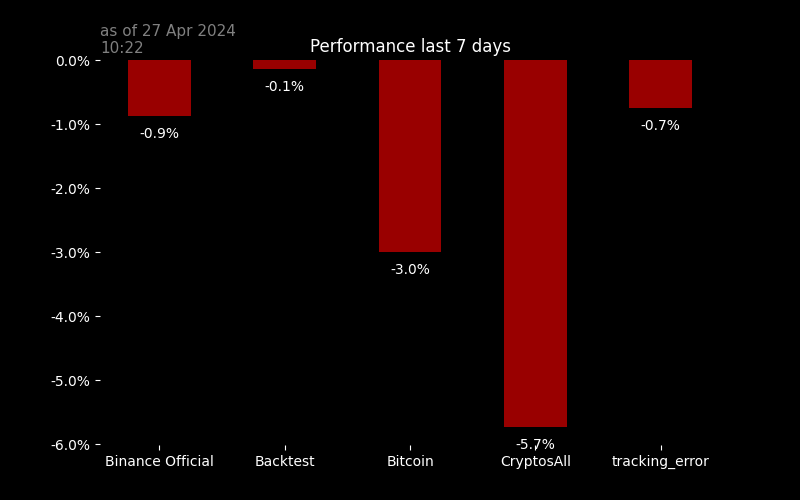 as of 27 Apr 2024
10:22
Performance last 7 days
0.0%
-1.0%
-2.0%
-3.0%
-4.0%
-5.0%
-6.0%
-0.9%
-0.1%
-3.0%
-5.7%
-0.7%
Binance Official
Backtest
Bitcoin
CryptosAll
tracking_error